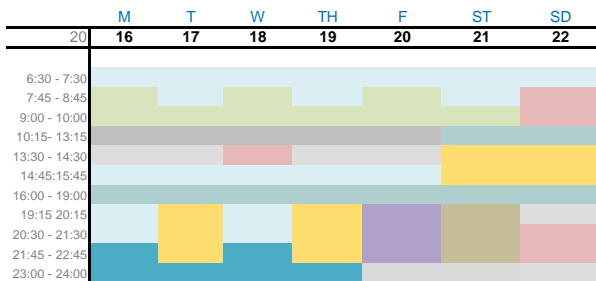 M T W TH F ST SD
20 16 17 18 19 20 21 22
6:30 - 7:30
7:45 - 8:45
9:00 - 10:00
10:15- 13:15
13:30 - 14:30
14:45:15:45
16:00 - 19:00
19:15 20:15
20:30 - 21:30
21:45 - 22:45
23:00 - 24:00